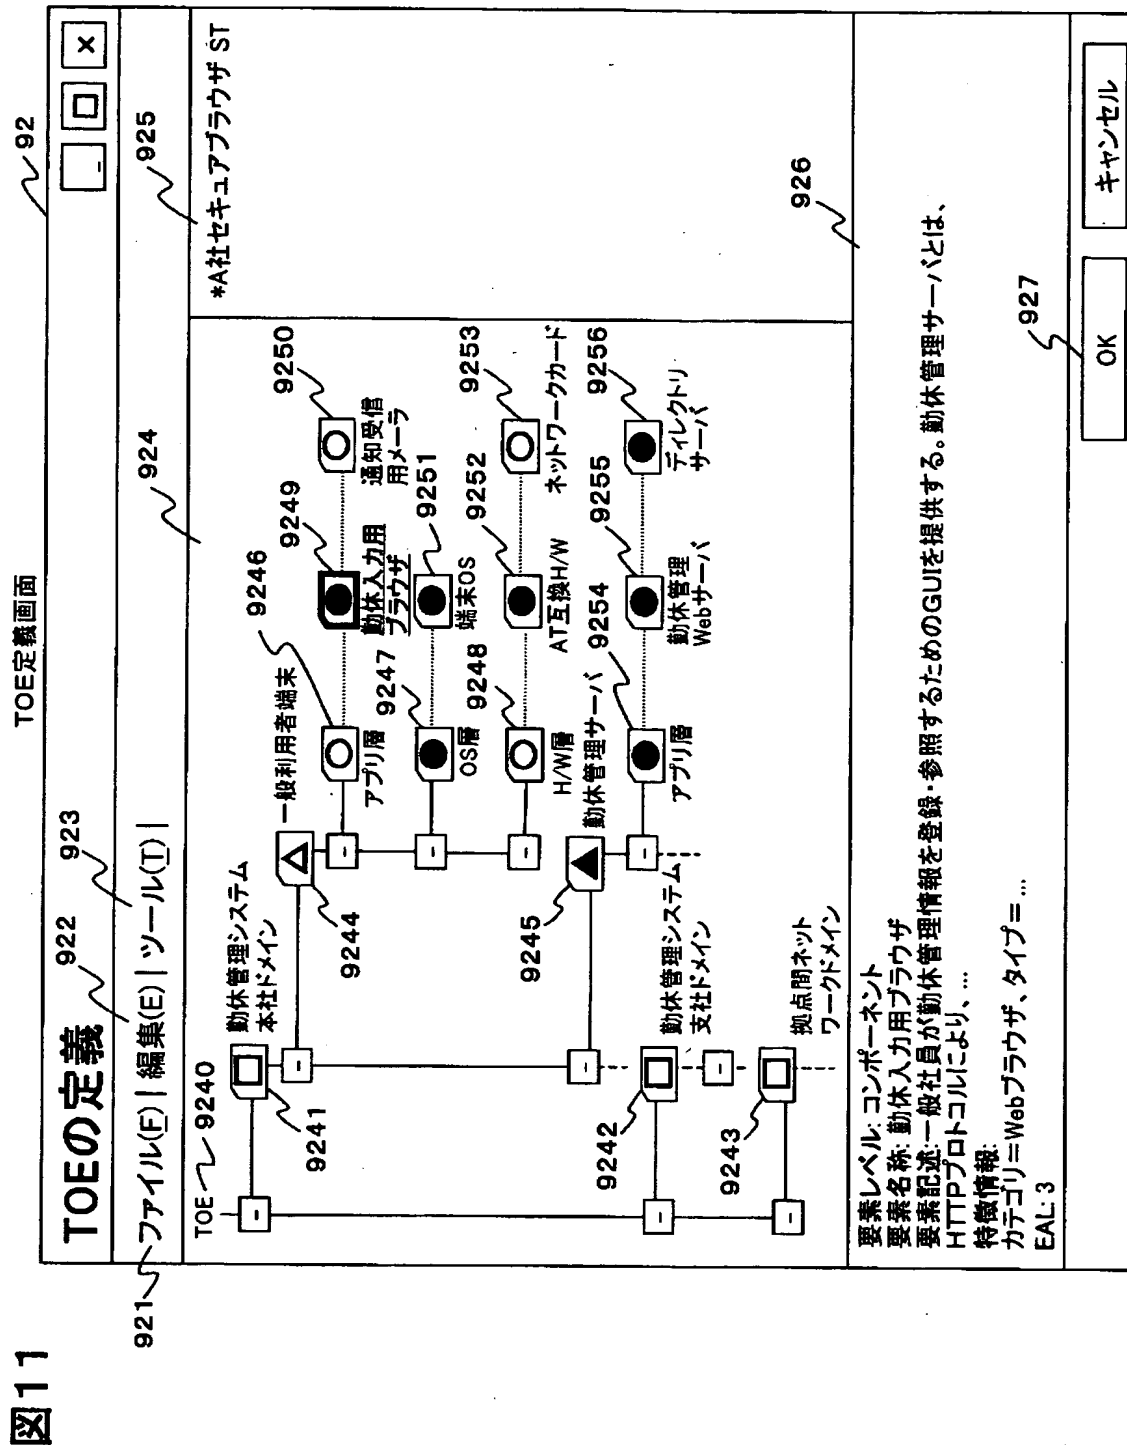 図11
TOE定義画面
92
TOEの定義
921
922
923
ファイル(F) | 編集(E) | ツール(T) |
924
925
TOE
9240
*A社セキュアブラウザ ST
勤休管理システム
本社ドメイン
9241
一般利用者端末
9244
9246
アプリ層
9249
勤休入力用
ブラウザ
9250
通知受信
用メーラ
9247
OS層
9251
端末OS
9248
H/W層
9252
AT互換H/W
9253
ネットワークカード
勤休管理サーバ
9245
9254
アプリ層
9255
勤休管理
Webサーバ
9256
ディレクトリ
サーバ
勤休管理システム
支社ドメイン
9242
拠点間ネット
ワークドメイン
9243
926
要素レベル: コンポーネント
要素名称: 勤休入力用ブラウザ
要素記述:一般社員が勤休管理情報を登録・参照するためのGUIを提供する。勤休管理サーバとは、
HTTPプロトコルにより、...
特徴情報:
カテゴリ=Webブラウザ、タイプ=...
EAL: 3
927
OK
キャンセル